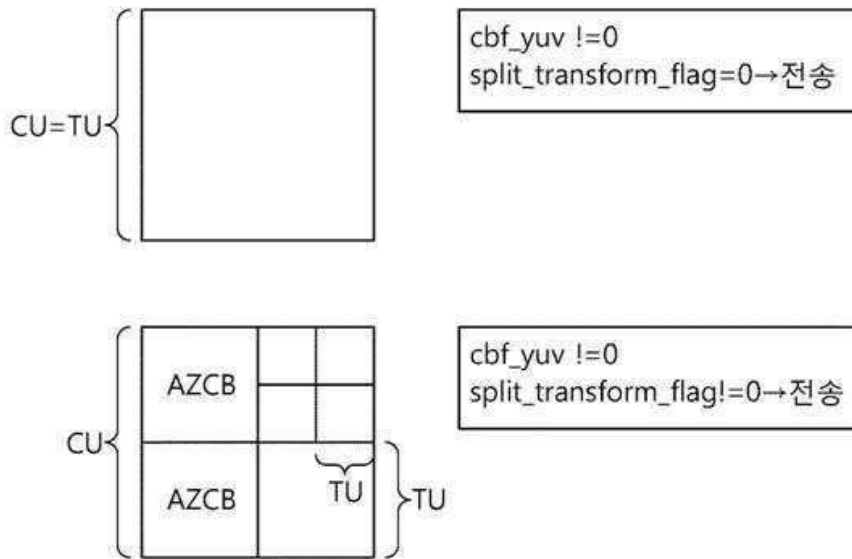 CU=TU
cbf_yuv !=0
split_transform_flag=0→전송
CU
AZCB
AZCB
TU
TU
cbf_yuv !=0
split_transform_flag!=0→전송